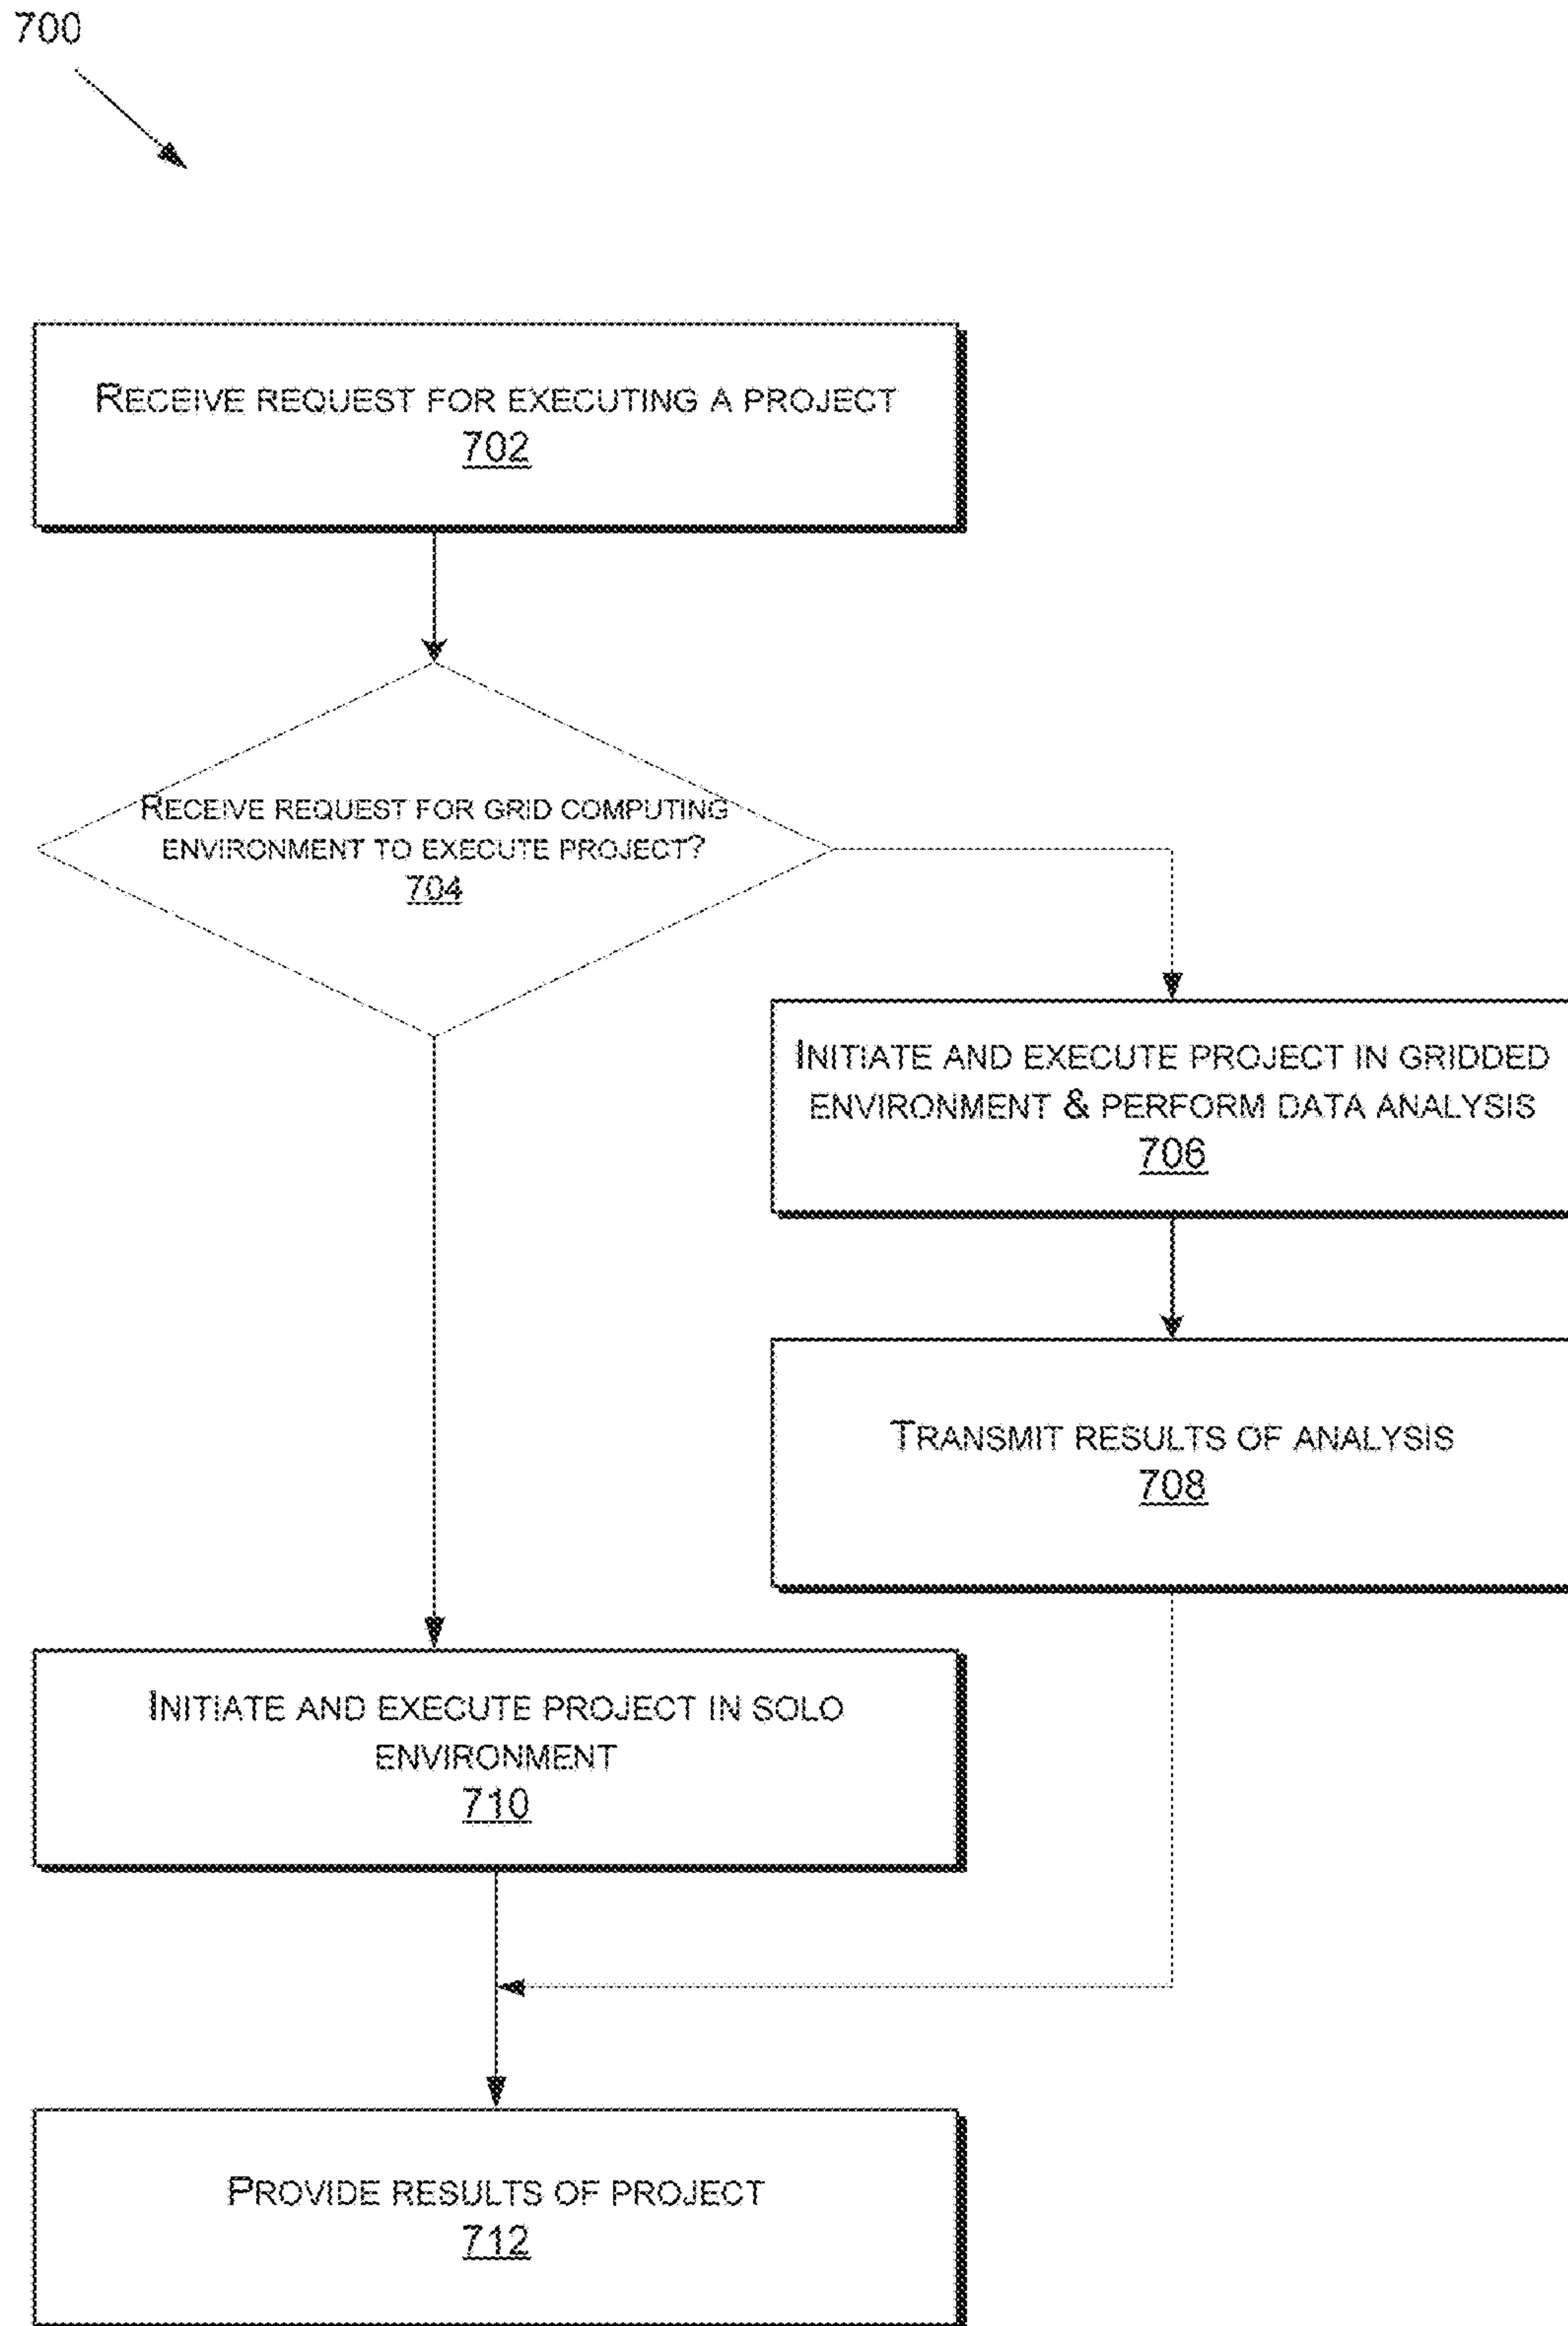 700
RECEIVE REQUEST FOR EXECUTING A PROJECT
702
RECEIVE REQUEST FOR GRID COMPUTING
ENVIRONMENT TO EXECUTE PROJECT?
704
INITIATE AND EXECUTE PROJECT IN GRIDDED
ENVIRONMENT & PERFORM DATA ANALYSIS
706
TRANSMIT RESULTS OF ANALYSIS
708
INITIATE AND EXECUTE PROJECT IN SOLO
ENVIRONMENT
710
PROVIDE RESULTS OF PROJECT
712